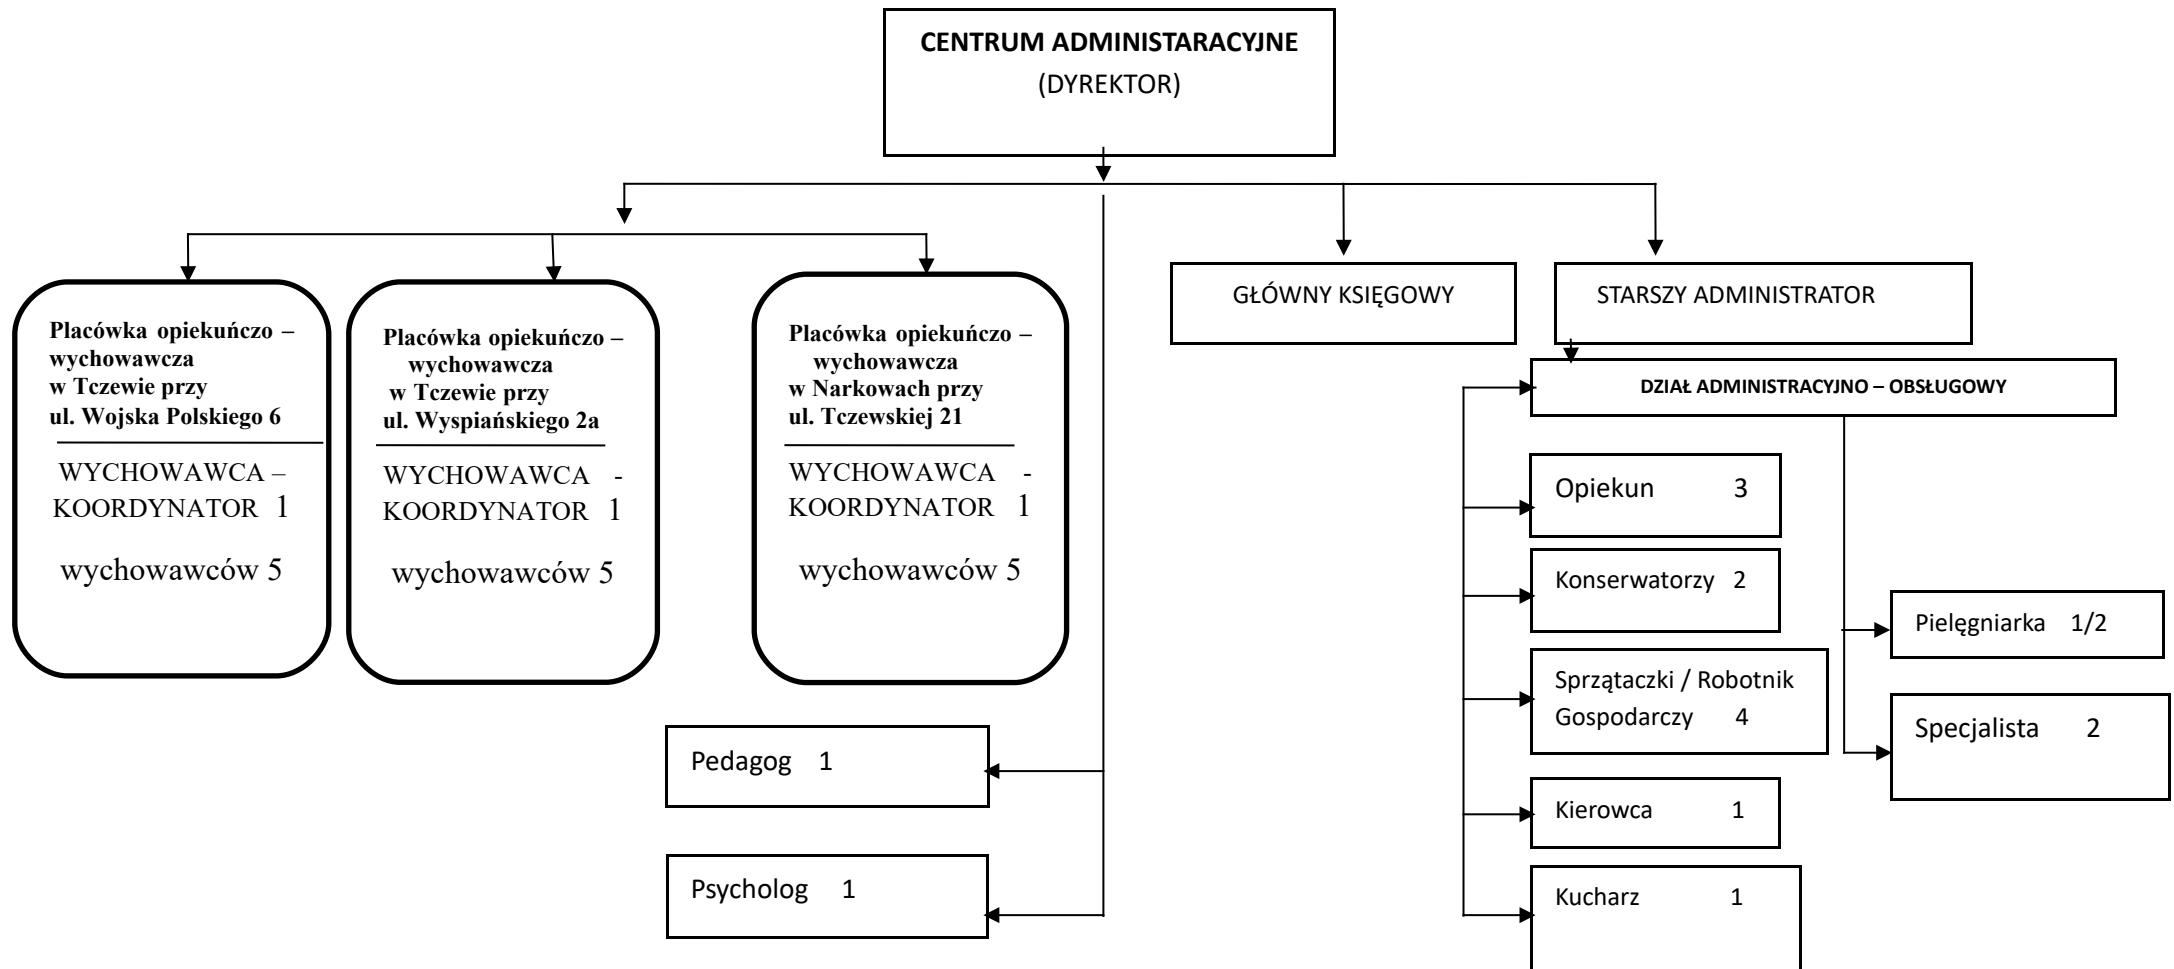 CENTRUM ADMINISTARACYJNE
(DYREKTOR)
GŁÓWNY KSIĘGOWY
STARSZY ADMINISTRATOR
Placówka opiekuńczo –
wychowawcza
w Tczewie przy
ul. Wojska Polskiego 6
WYCHOWAWCA –
KOORDYNATOR 1
wychowawców 5
Placówka opiekuńczo –
wychowawcza
w Tczewie przy
ul. Wyspiańskiego 2a
WYCHOWAWCA -
KOORDYNATOR 1
wychowawców 5
Placówka opiekuńczo –
wychowawcza
w Narkowach przy
ul. Tczewskiej 21
WYCHOWAWCA -
KOORDYNATOR 1
wychowawców 5
Pedagog 1
Psycholog 1
DZIAŁ ADMINISTRACYJNO – OBSŁUGOWY
Opiekun 3
Konserwatorzy 2
Sprzątaczki / Robotnik
Gospodarczy 4
Kierowca 1
Kucharz 1
Pielęgniarka 1/2
Specjalista 2